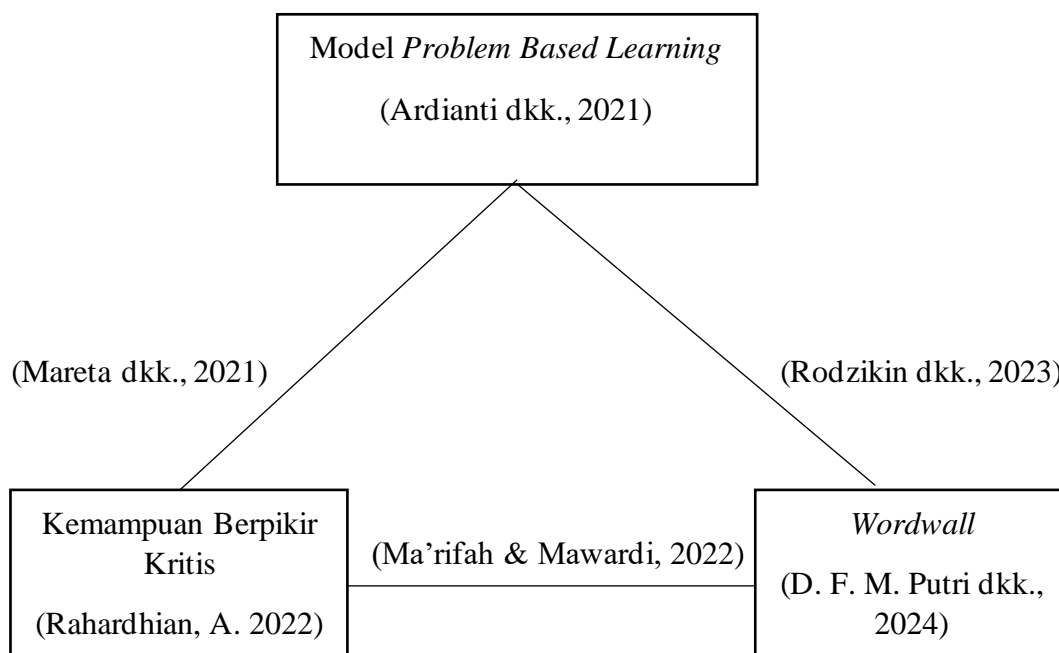 Model Problem Based Learning
(Ardianti dkk., 2021)
(Mareta dkk., 2021)
(Rodzikin dkk., 2023)
Kemampuan Berpikir
Kritis
(Rahardhian, A. 2022)
(Ma’rifah & Mawardi, 2022)
Wordwall
(D. F. M. Putri dkk.,
2024)